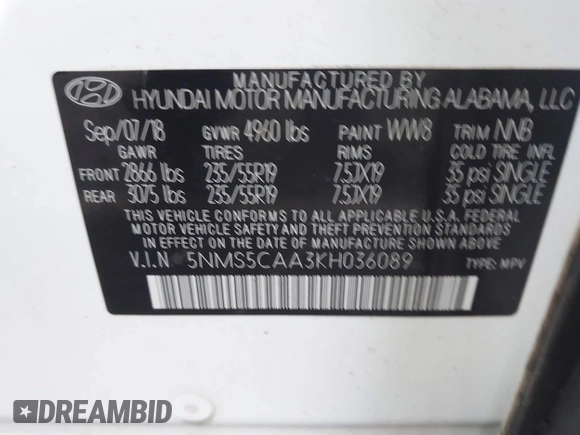 MANUFACTURED BY
HYUNDAI MOTOR MANUFACTURING ALABAMA, LLC
Sep/07/18 GVWR 4960 lbs PAINT WW8 TRIM NNB
GAWR TIRES RIMS COLD TIRE INFL
FRONT 2866 lbs 235/55R19 7.5JX19 35 psi SINGLE
REAR 3075 lbs 235/55R19 7.5JX19 35 psi SINGLE
THIS VEHICLE CONFORMS TO ALL APPLICABLE U.S.A. FEDERAL
MOTOR VEHICLE SAFETY, BUMPER, AND THEFT PREVENTION
STANDARDS IN EFFECT ON THE DATE OF MANUFACTURE SHOWN ABOVE.
V.I.N 5NMS5CAA3KH036089 TYPE: MPV
DREAMBID